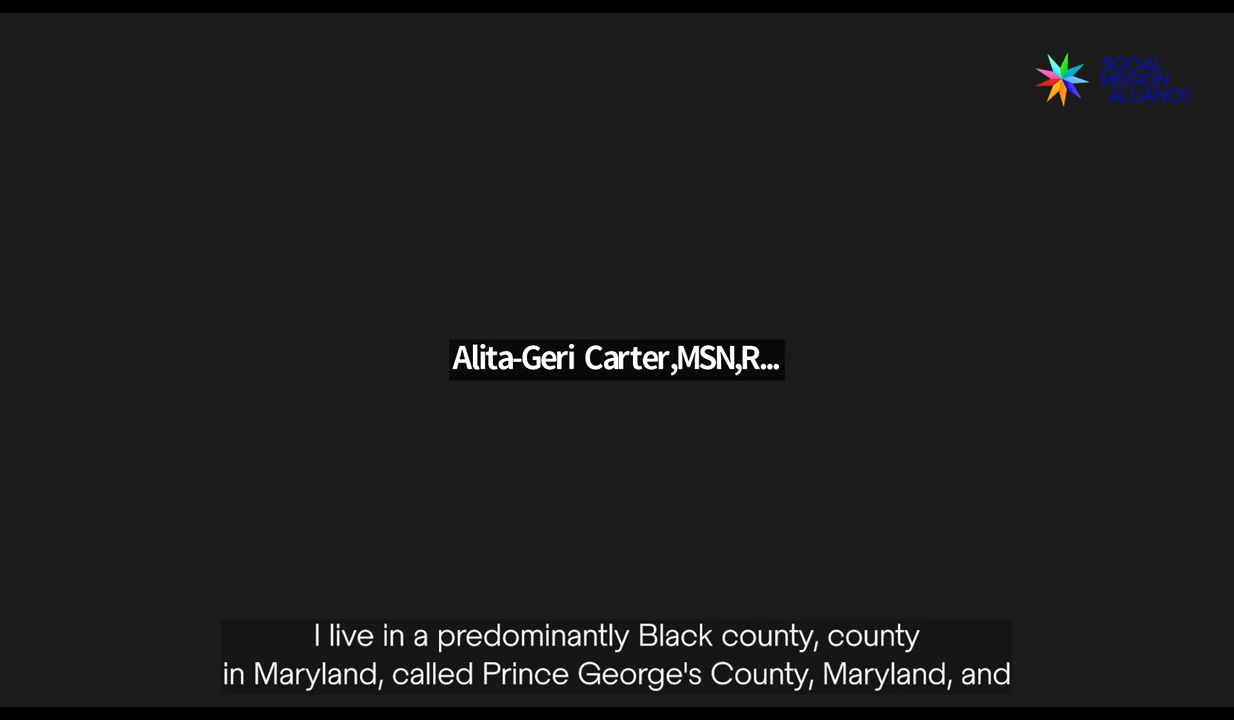 SOCIAL
MISSION
ALLIANCE
Alita-Geri Carter,MSN,R...
I live in a predominantly Black county, county
in Maryland, called Prince George's County, Maryland, and